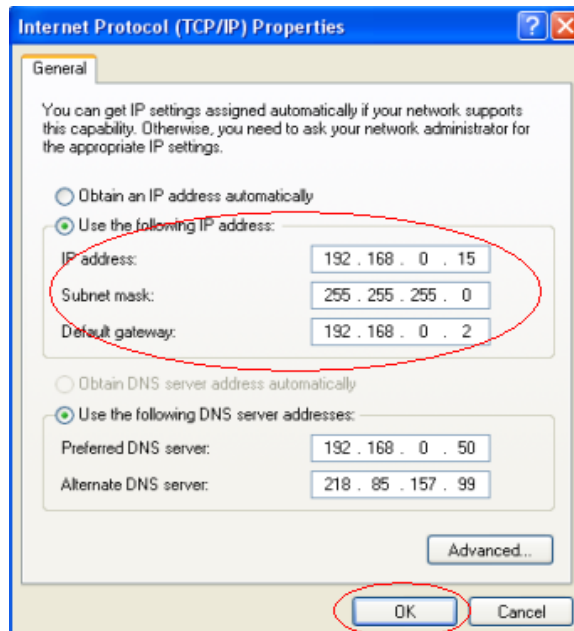 Internet Protocol (TCP/IP) Properties
General
You can get IP settings assigned automatically if your network supports
this capability. Otherwise, you need to ask your network administrator for
the appropriate IP settings.
Obtain an IP address automatically
Use the following IP address:
IP address: 192 . 168 . 0 . 15
Subnet mask: 255 . 255 . 255 . 0
Default gateway: 192 . 168 . 0 . 2
Obtain DNS server address automatically
Use the following DNS server addresses:
Preferred DNS server: 192 . 168 . 0 . 50
Alternate DNS server: 218 . 85 . 157 . 99
Advanced...
OK Cancel